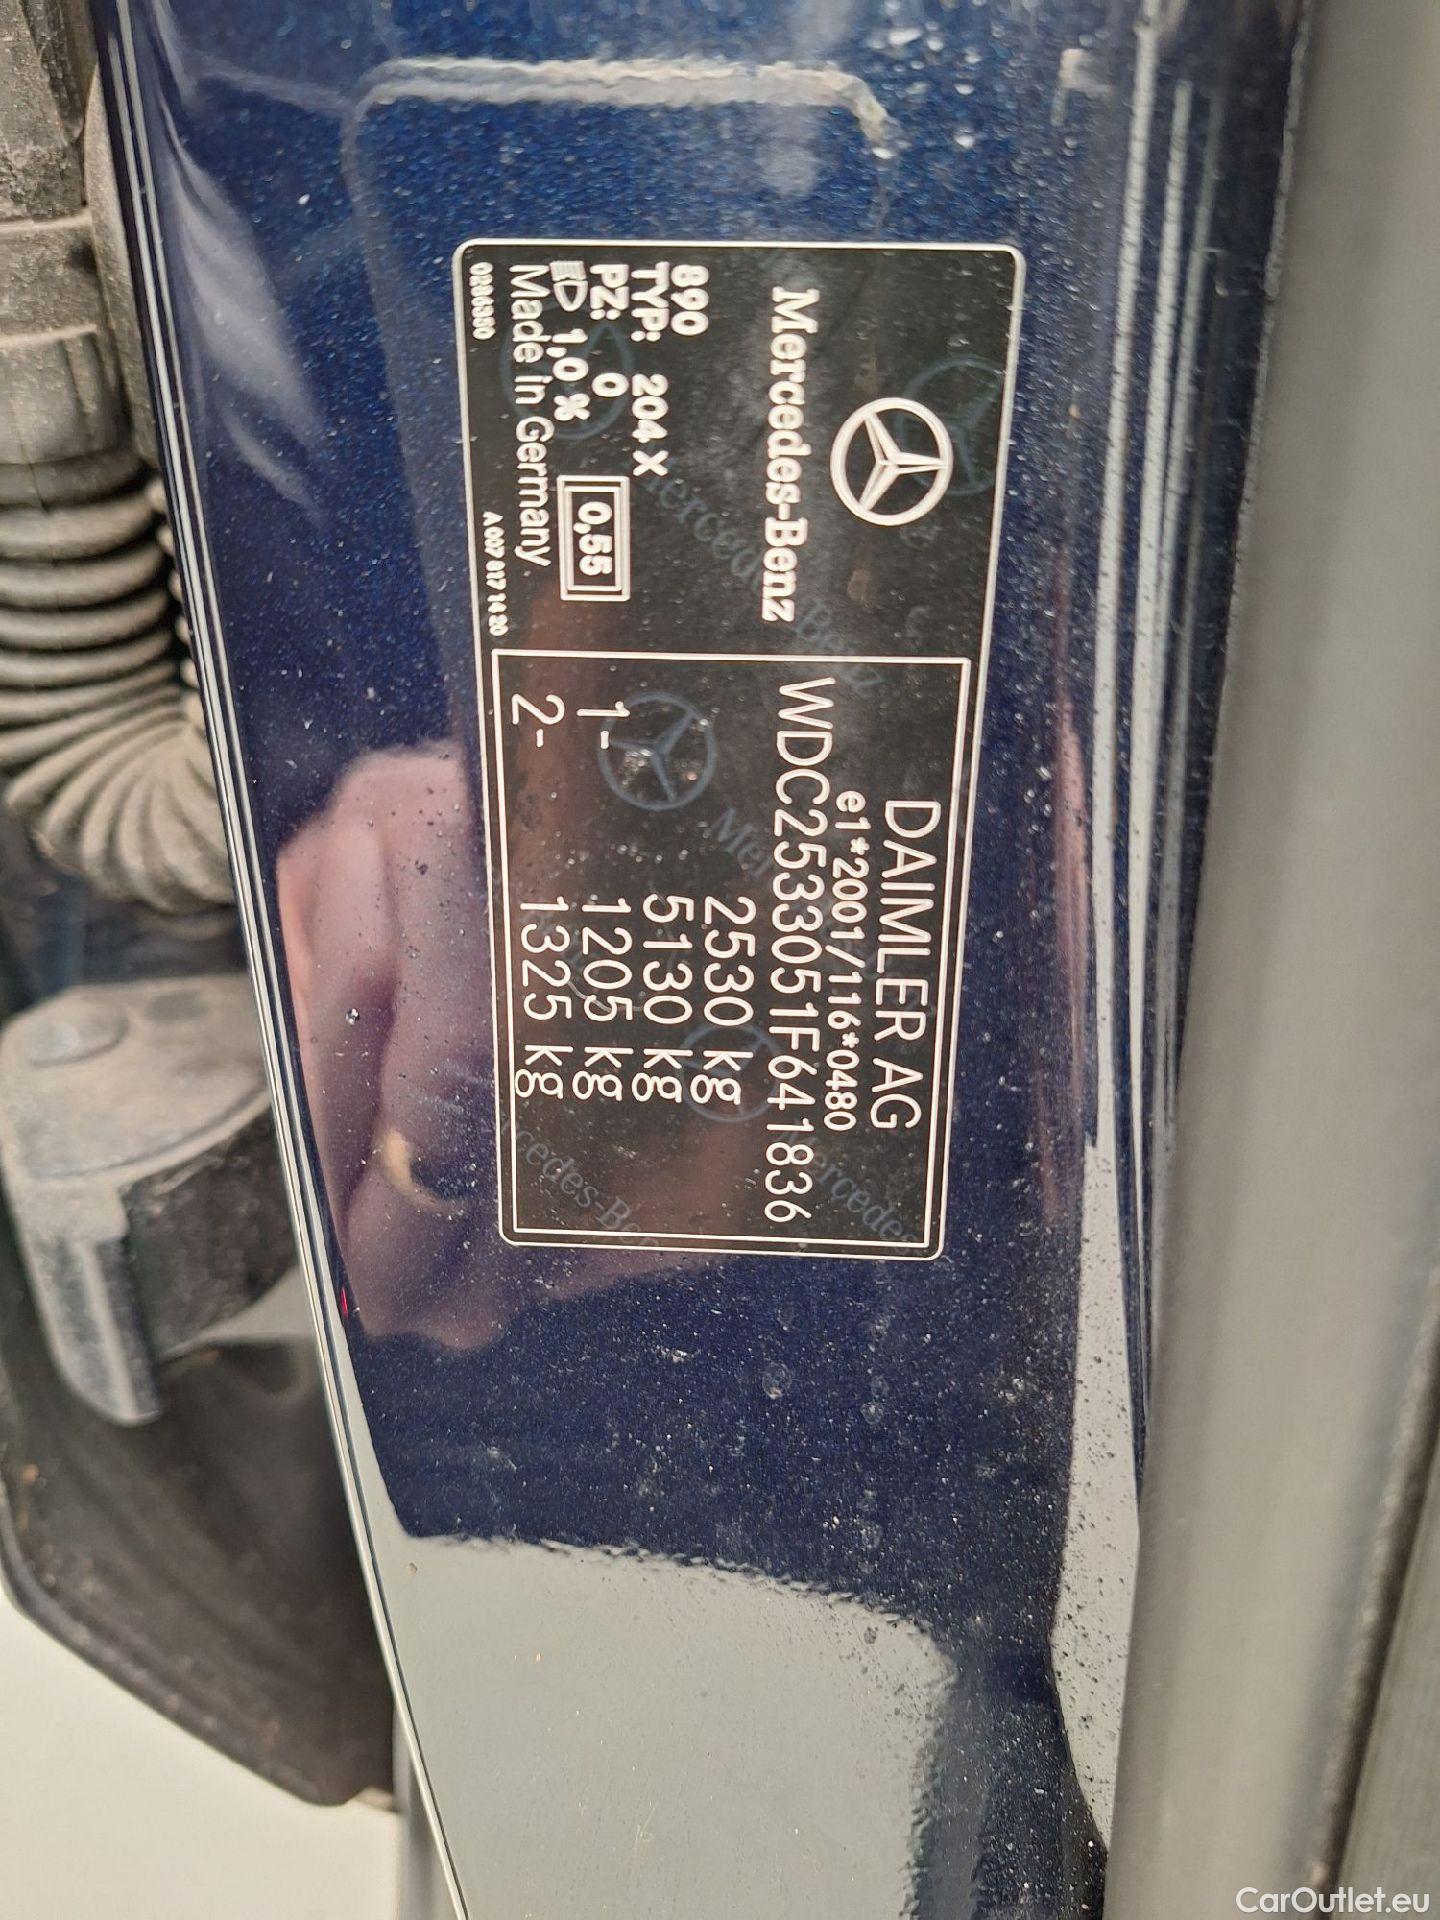 Mercedes-Benz
890
TYP: 204 X
PZ: 0
1,0 %
0,55
Made in Germany
0286380
A 007 817 14 20
DAIMLER AG
e1*2001/116*0480
WDC2533051F641836
2530 kg
5130 kg
1- 1205 kg
2- 1325 kg
CarOutlet.eu